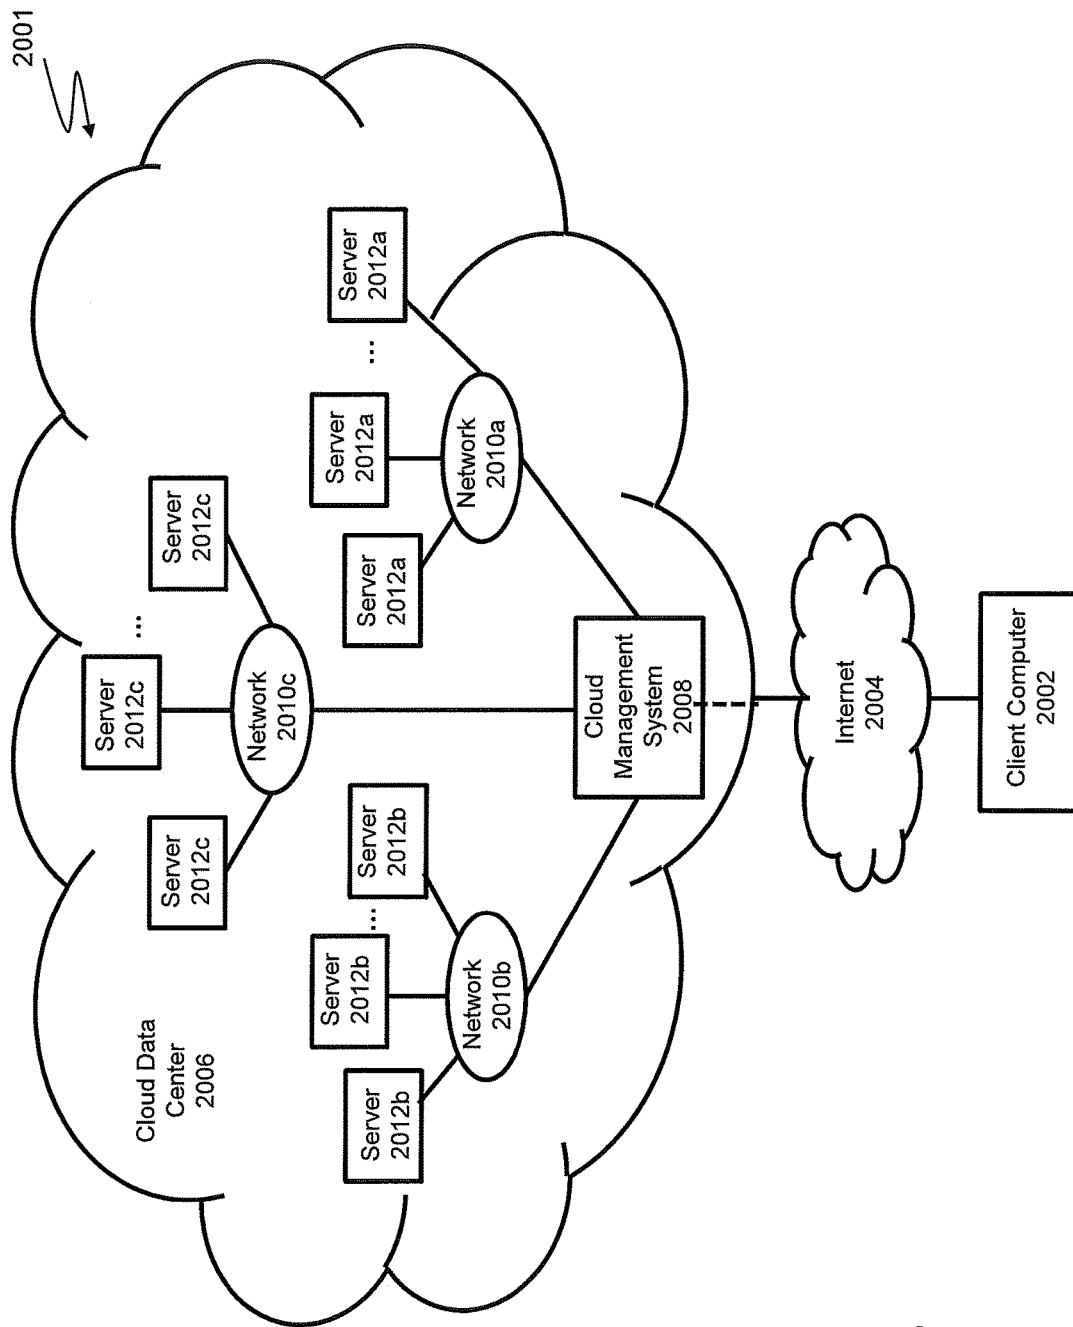 2001
Cloud Data
Center
2006
Server
2012c
Server
2012c
...
Server
2012c
Network
2010c
Server
2012b
Server
2012b
...
Server
2012b
Network
2010b
Server
2012a
Server
2012a
...
Server
2012a
Network
2010a
Cloud
Management
System
2008
Internet
2004
Client Computer
2002